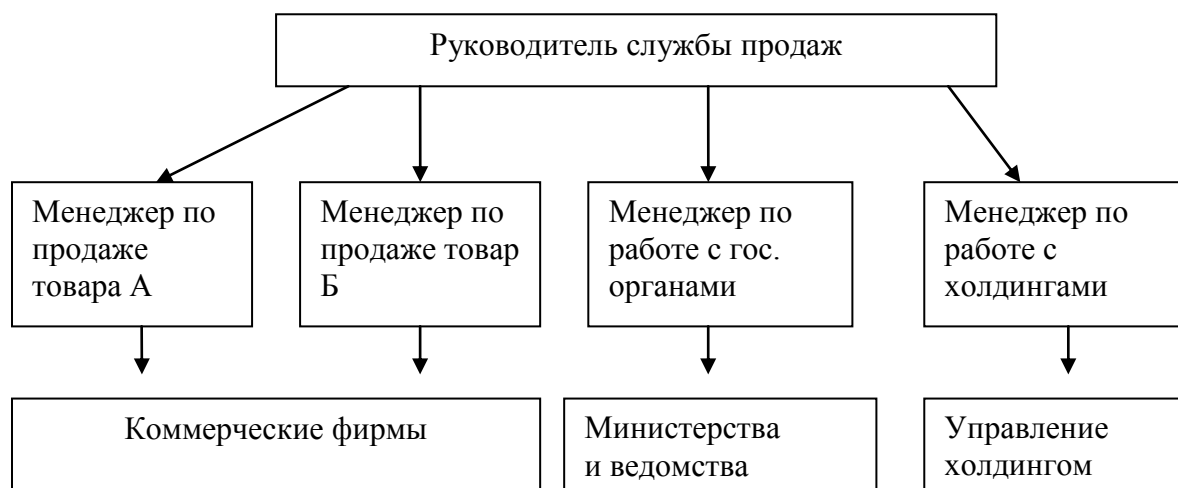 Руководитель службы продаж
Менеджер по
продаже
товара А
Менеджер по
продаже товар
Б
Менеджер по
работе с гос.
органами
Менеджер по
работе с
холдингами
Коммерческие фирмы
Министерства
и ведомства
Управление
холдингом